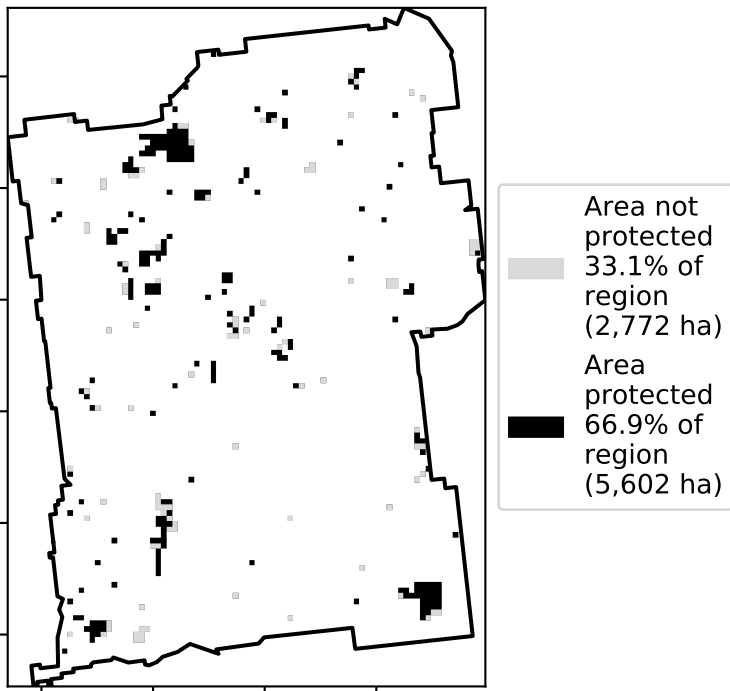 Area not
protected
33.1% of
region
(2,772 ha)
Area
protected
66.9% of
region
(5,602 ha)